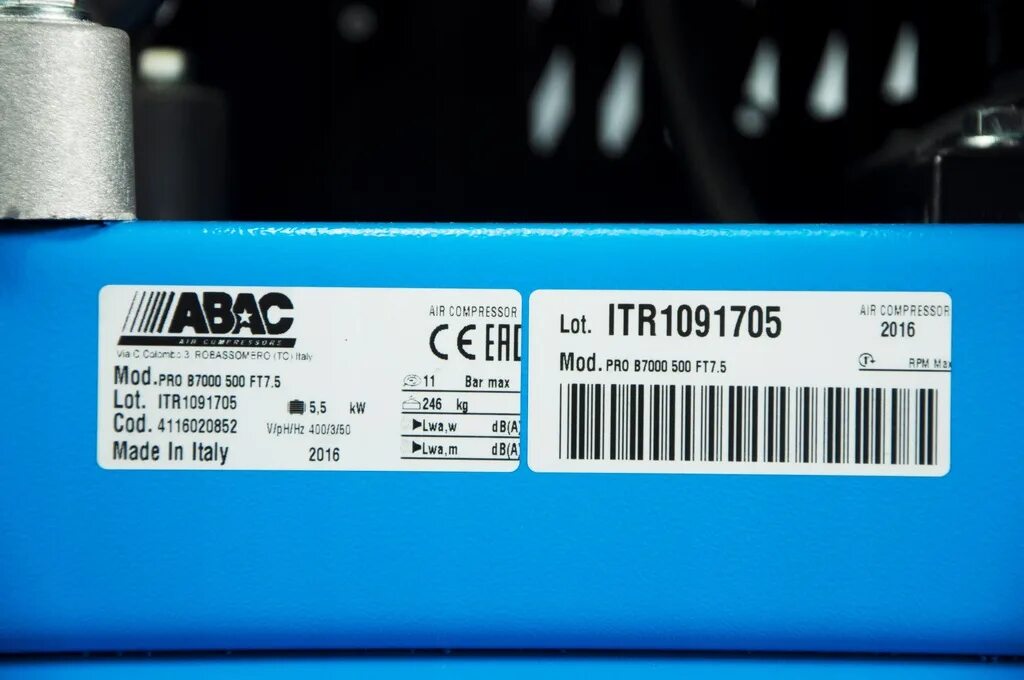 ABAC
AIR COMPRESSORS
Via C. Colombo 3, ROBASSOMERO (TO) Italy
Mod. PRO B7000 500 FT7.5
Lot. ITR1091705
Cod. 4116020852
Made In Italy
5,5 kW
V/pH/Hz 400/3/50
2016
AIR COMPRESSOR
CE EAC
11 Bar max
246 kg
Lwa,w dB(A)
Lwa,m dB(A)
Lot. ITR1091705
Mod. PRO B7000 500 FT7.5
AIR COMPRESSOR
2016
RPM Max